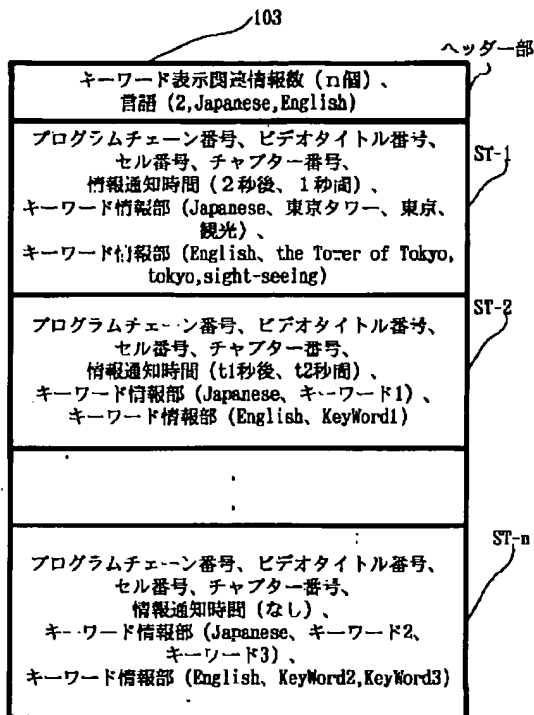 103
ヘッダー部
キーワード表示関連情報数 (n個) 、
言語 (2,Japanese,English)
プログラムチェーン番号、ビデオタイトル番号、
セル番号、チャプター番号、
情報通知時間 (2秒後、1秒間) 、
キーワード情報部 (Japanese、東京タワー、東京、
観光) 、
キーワード情報部 (English、the Tower of Tokyo,
tokyo,sight-seeing)
ST-1
プログラムチェーン番号、ビデオタイトル番号、
セル番号、チャプター番号、
情報通知時間 (t1秒後、t2秒間) 、
キーワード情報部 (Japanese、キーワード1) 、
キーワード情報部 (English、KeyWord1)
ST-2
プログラムチェーン番号、ビデオタイトル番号、
セル番号、チャプター番号、
情報通知時間 (なし) 、
キーワード情報部 (Japanese、キーワード2、
キーワード3) 、
キーワード情報部 (English、KeyWord2,KeyWord3)
ST-n